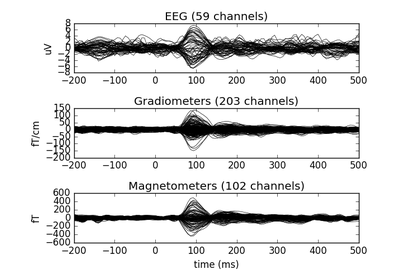 EEG (59 channels)
8
6
4
2
0
−2
−4
−6
−8
uV
−200 −100 0 100 200 300 400 500
Gradiometers (203 channels)
150
100
50
0
−50
−100
−150
−200
fT/cm
−200 −100 0 100 200 300 400 500
Magnetometers (102 channels)
600
400
200
0
−200
−400
−600
fT
−200 −100 0 100 200 300 400 500
time (ms)